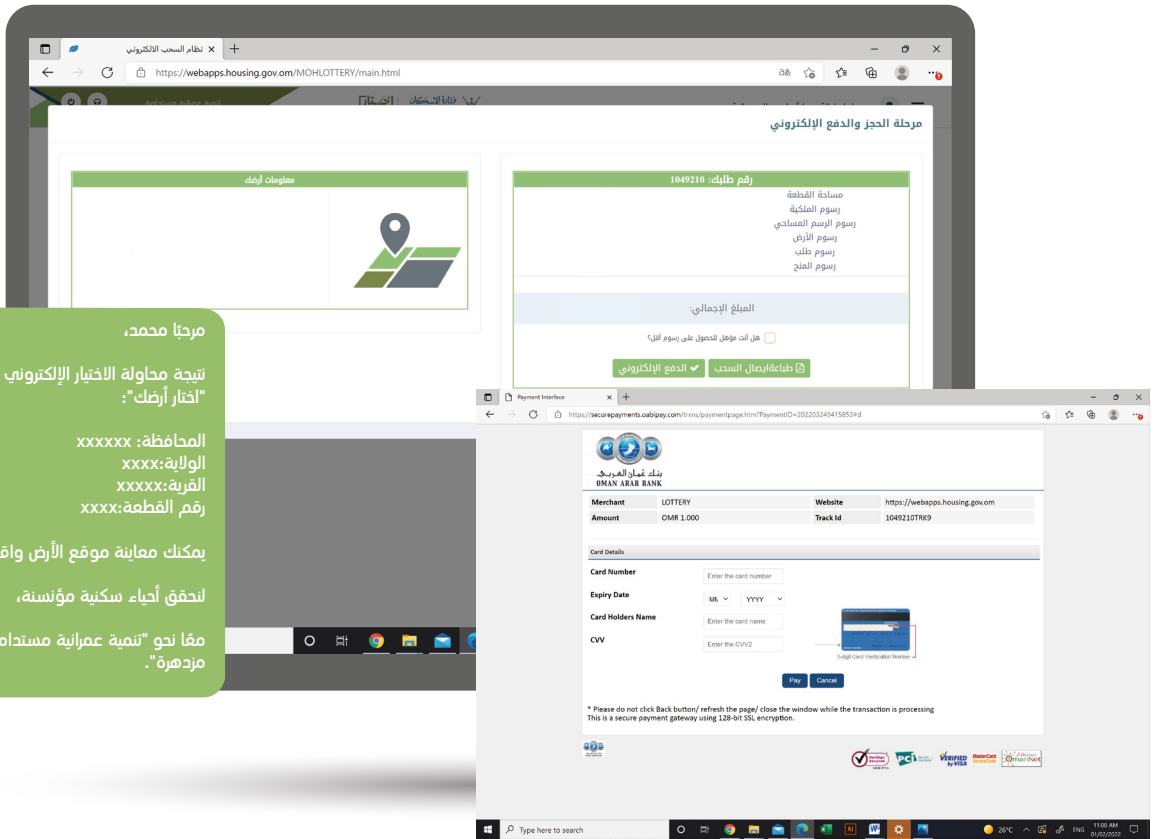 نظام السحب الالكتروني
https://webapps.housing.gov.om/MOHLOTTERY/main.html
مرحلة الحجز والدفع الإلكتروني
رقم طلبك: 1049210
مساحة القطعة
رسوم الملكية
رسوم الرسم المساحي
رسوم الأرض
رسوم طلب
رسوم المنح
المبلغ الإجمالي:
هل أنت مؤهل للحصول على رسوم أقل؟
طباعةايصال السحب
الدفع الإلكتروني
معلومات أرضك
مرحبًا محمد،
نتيجة محاولة الاختيار الإلكتروني
"اختار أرضك":
المحافظة: xxxxxx
الولاية:xxxx
القرية:xxxxx
رقم القطعة:xxxx
يمكنك معاينة موقع الأرض
لنحقق أحياء سكنية مؤنسنة،
معًا نحو "تنمية عمرانية
مزدهرة".
Payment Interface
https://securepayments.oabipay.com/trxns/paymentpage.htm?PaymentID=202203249415853#d
بنك عُمان العربي
OMAN ARAB BANK
Merchant LOTTERY Website https://webapps.housing.gov.om
Amount OMR 1.000 Track Id 1049210TRK9
Card Details
Card Number Enter the card number
Expiry Date YYYY
Card Holders Name Enter the card name
CVV Enter the CVV2
3-digit Card Verification Number
Pay Cancel
* Please do not click Back button/ refresh the page/ close the window while the transaction is processing
This is a secure payment gateway using 128-bit SSL encryption.
PCI VERIFIED by VISA MasterCard SecureCode OmanNet
Type here to search
26°C ENG 11:00 AM
01/02/2022